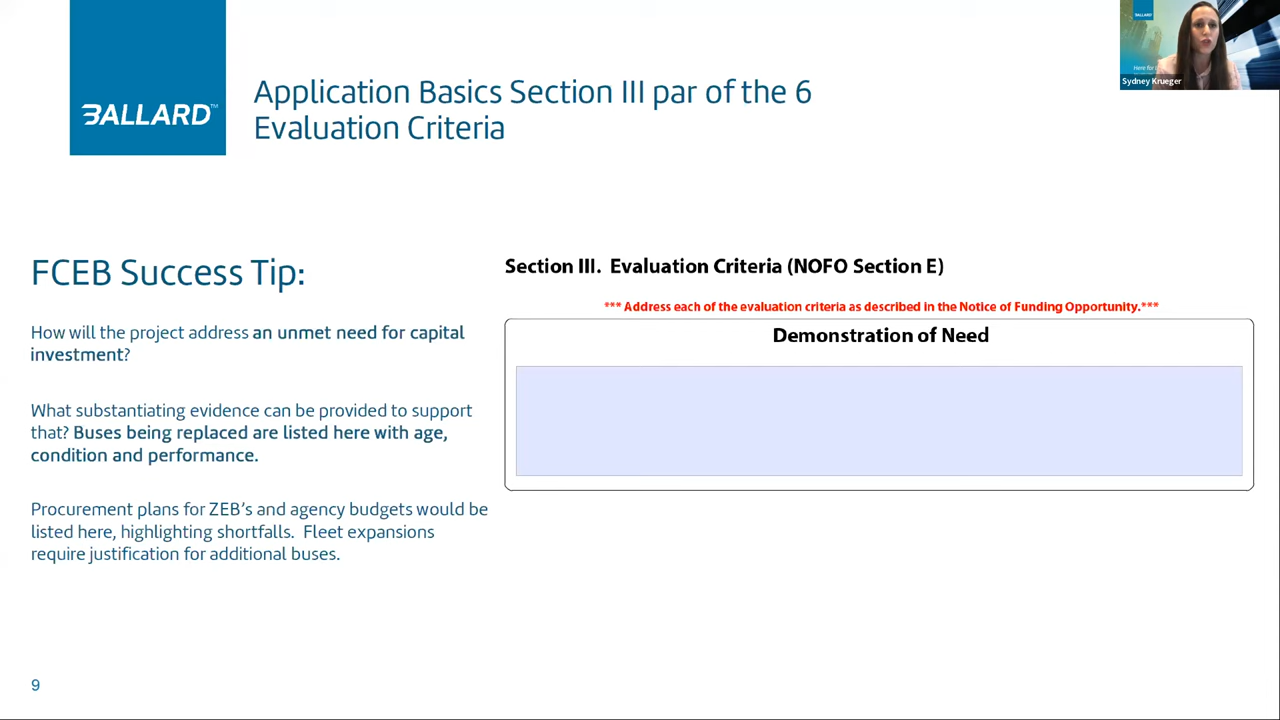 BALLARD™
Application Basics Section III par of the 6
Evaluation Criteria
BALLARD
Here for
Sydney Krueger
FCEB Success Tip:
How will the project address an unmet need for capital
investment?
What substantiating evidence can be provided to support
that? Buses being replaced are listed here with age,
condition and performance.
Procurement plans for ZEB's and agency budgets would be
listed here, highlighting shortfalls. Fleet expansions
require justification for additional buses.
Section III. Evaluation Criteria (NOFO Section E)
*** Address each of the evaluation criteria as described in the Notice of Funding Opportunity.***
Demonstration of Need
9